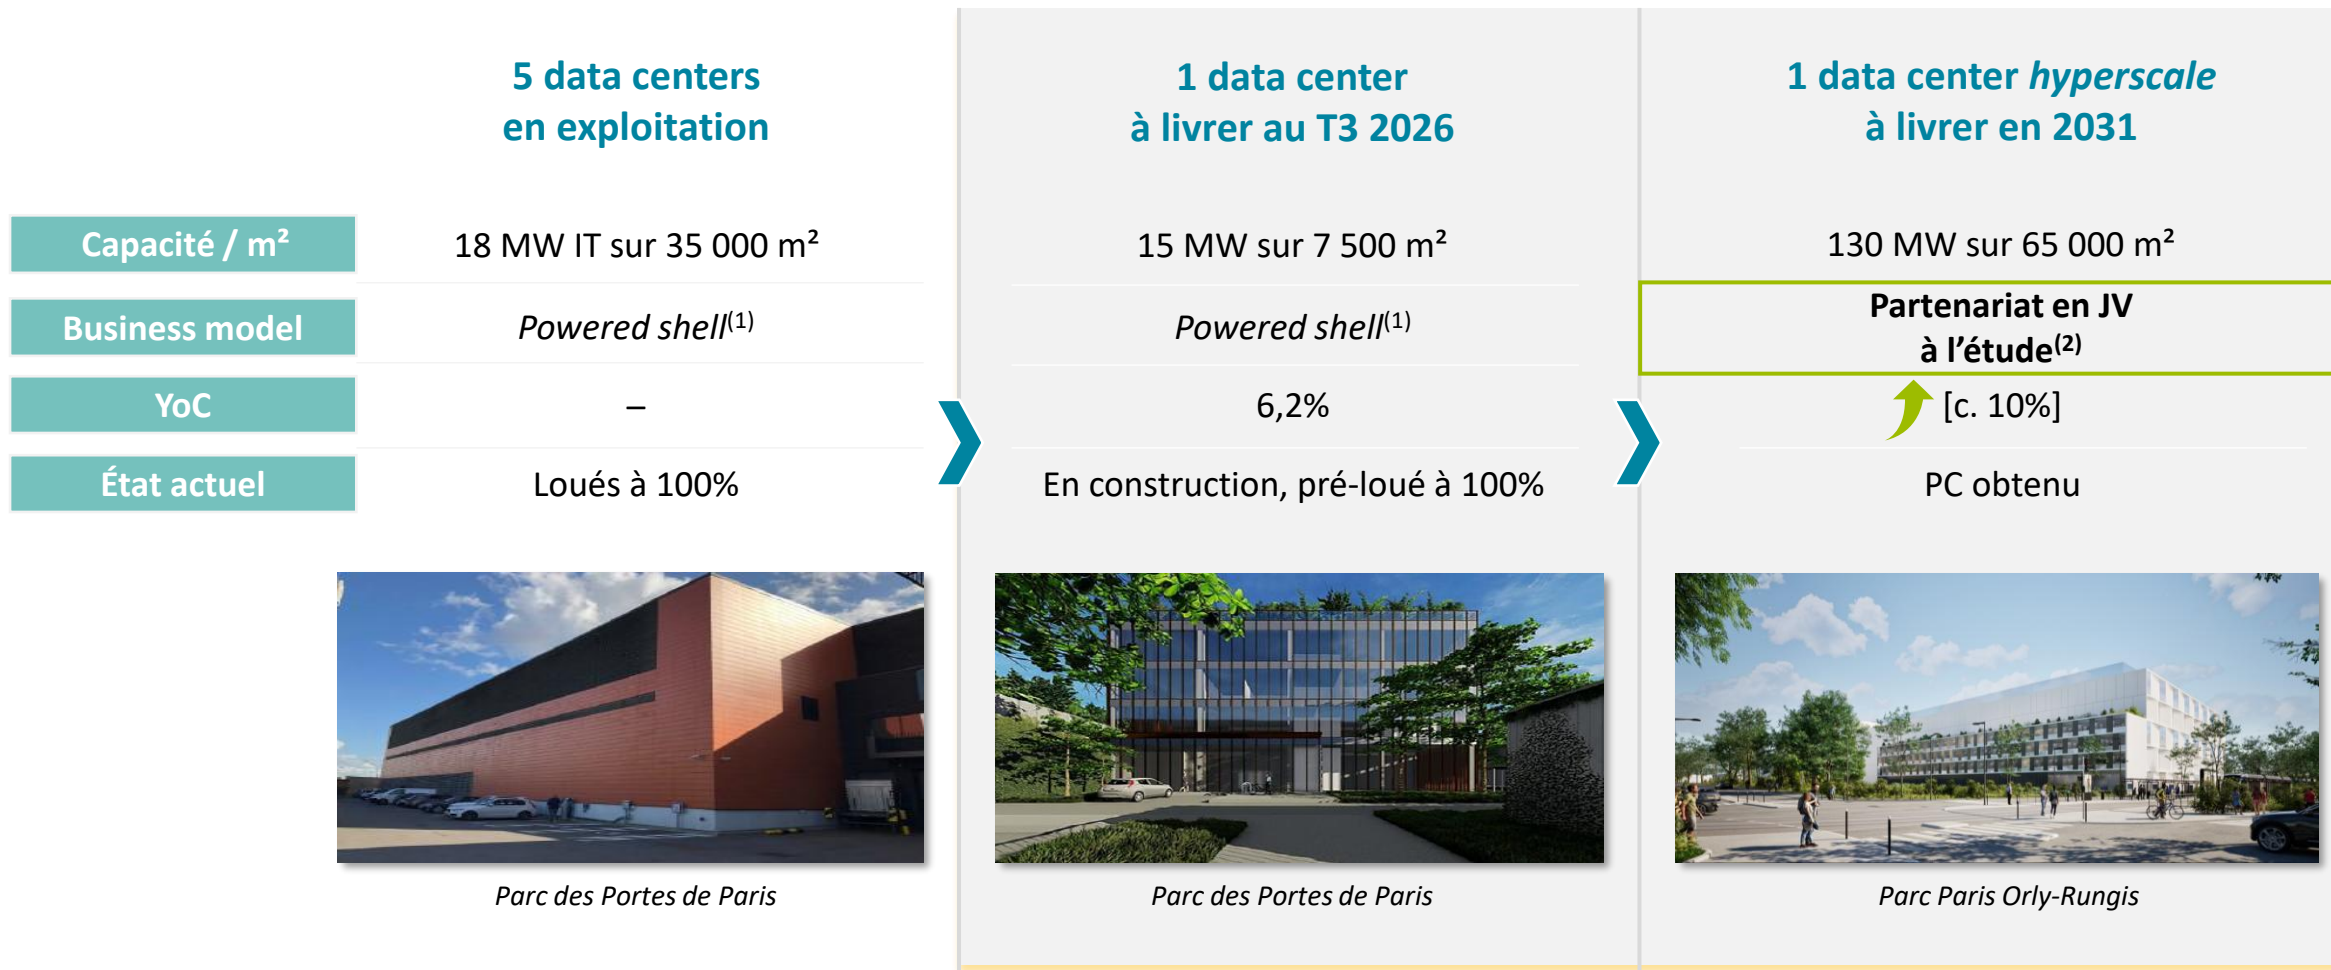 5 data centers
en exploitation
1 data center
à livrer au T3 2026
1 data center hyperscale
à livrer en 2031
Capacité / m²
18 MW IT sur 35 000 m²
15 MW sur 7 500 m²
130 MW sur 65 000 m²
Business model
Powered shell(1)
Powered shell(1)
Partenariat en JV
à l’étude(2)
YoC
–
6,2%
[c. 10%]
État actuel
Loués à 100%
En construction, pré-loué à 100%
PC obtenu
Parc des Portes de Paris
Parc des Portes de Paris
Parc Paris Orly-Rungis